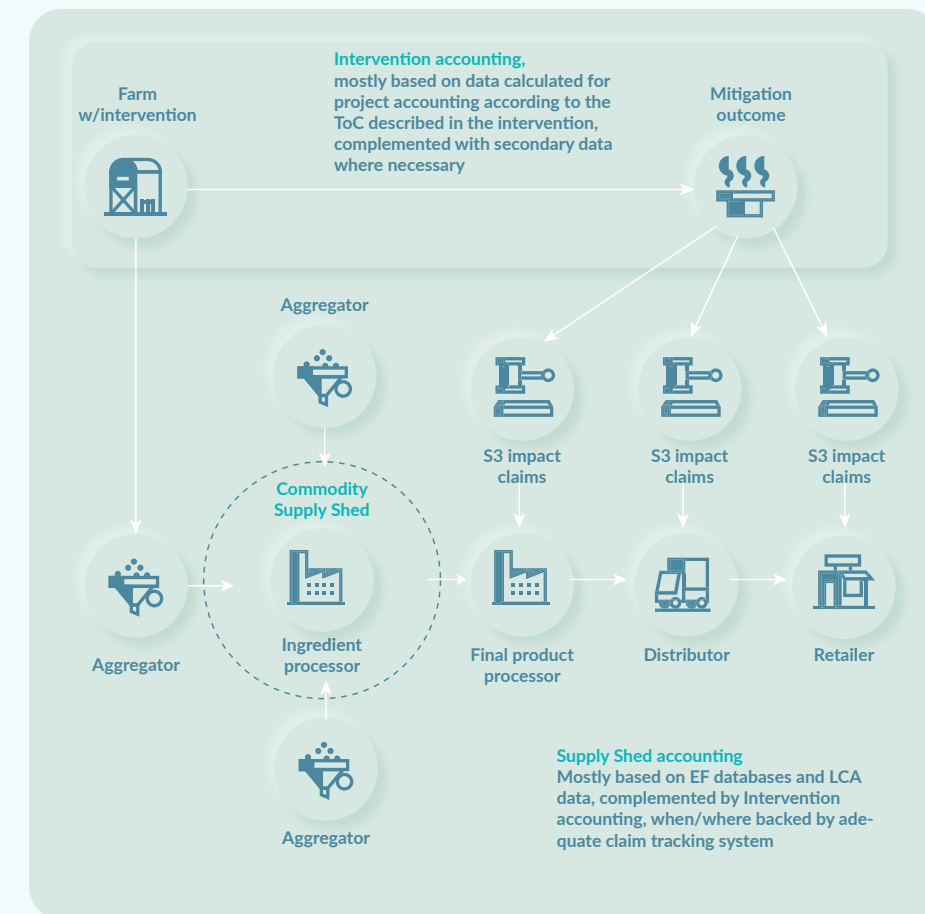 Intervention accounting,
mostly based on data calculated for
project accounting according to the
ToC described in the intervention,
complemented with secondary data
where necessary
Farm
w/intervention
Mitigation
outcome
Aggregator
S3 impact
claims
S3 impact
claims
S3 impact
claims
Commodity
Supply Shed
Aggregator
Ingredient
processor
Final product
processor
Distributor
Retailer
Aggregator
Supply Shed accounting
Mostly based on EF databases and LCA
data, complemented by Intervention
accounting, when/where backed by ade-
quate claim tracking system